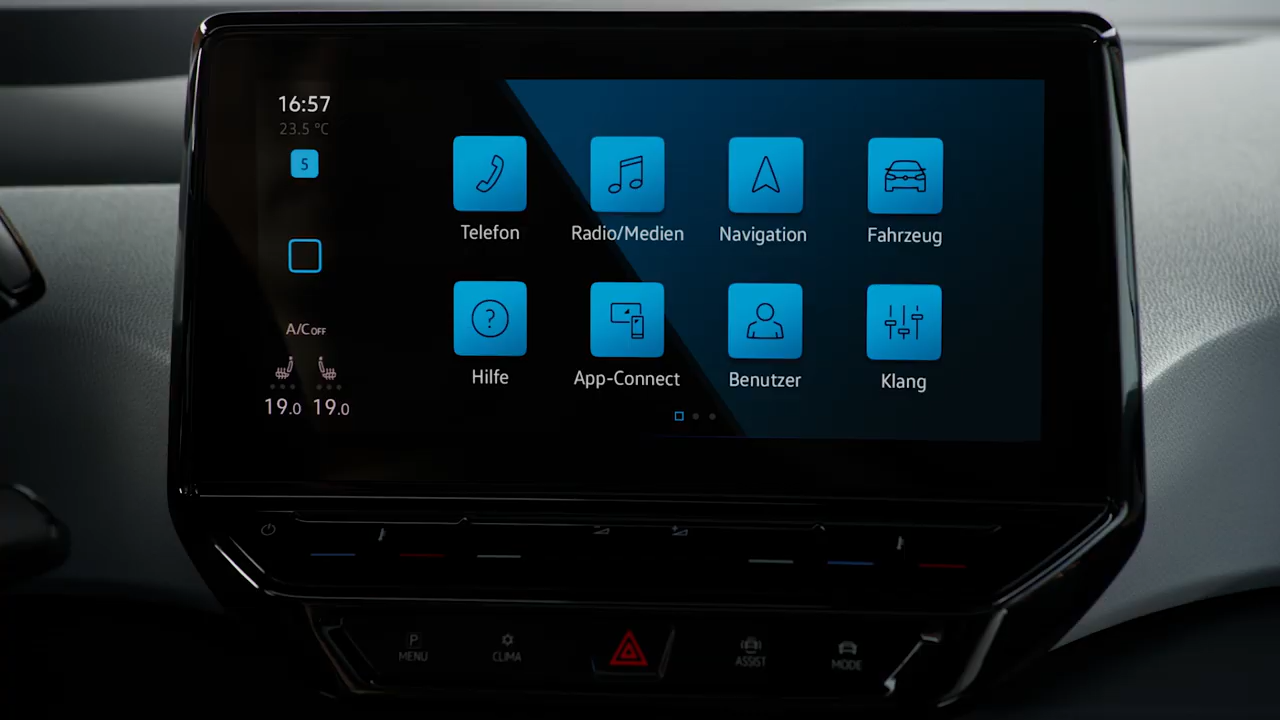 16:57
23.5 °C
5
Telefon
Radio/Medien
Navigation
Fahrzeug
A/C OFF
?
Hilfe
App-Connect
Benutzer
Klang
19.0 19.0
P
MENU
CLIMA
ASSIST
MODE